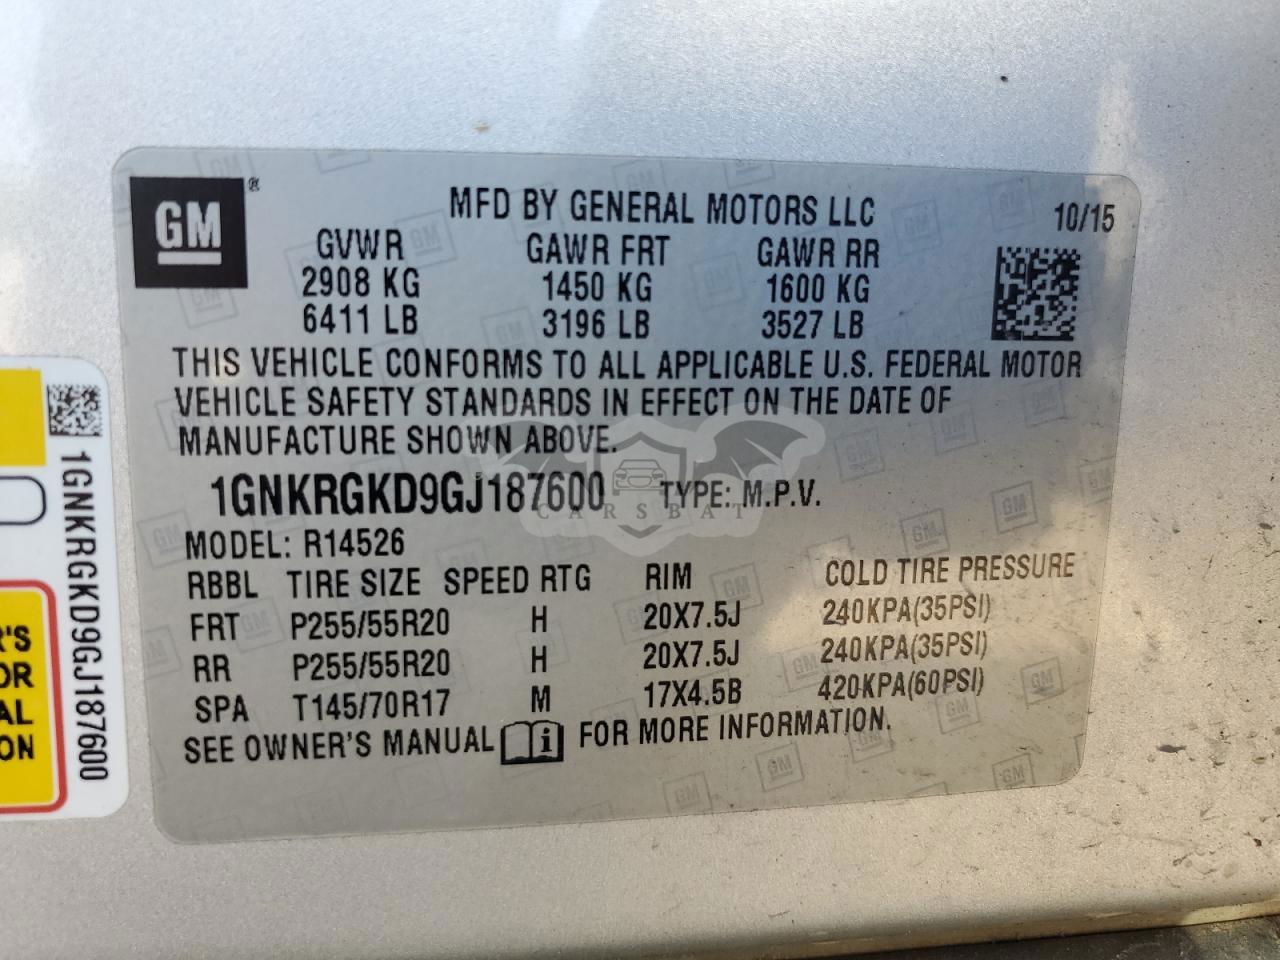 GM ®
MFD BY GENERAL MOTORS LLC
10/15
GVWR GAWR FRT GAWR RR
2908 KG 1450 KG 1600 KG
6411 LB 3196 LB 3527 LB
THIS VEHICLE CONFORMS TO ALL APPLICABLE U.S. FEDERAL MOTOR
VEHICLE SAFETY STANDARDS IN EFFECT ON THE DATE OF
MANUFACTURE SHOWN ABOVE.
1GNKRGKD9GJ187600 TYPE: M.P.V.
CARSBAT
MODEL: R14526
RBBL TIRE SIZE SPEED RTG RIM COLD TIRE PRESSURE
FRT P255/55R20 H 20X7.5J 240KPA(35PSI)
RR P255/55R20 H 20X7.5J 240KPA(35PSI)
SPA T145/70R17 M 17X4.5B 420KPA(60PSI)
SEE OWNER'S MANUAL i FOR MORE INFORMATION.
1GNKRGKD9GJ187600
R'S
OR
AL
ON